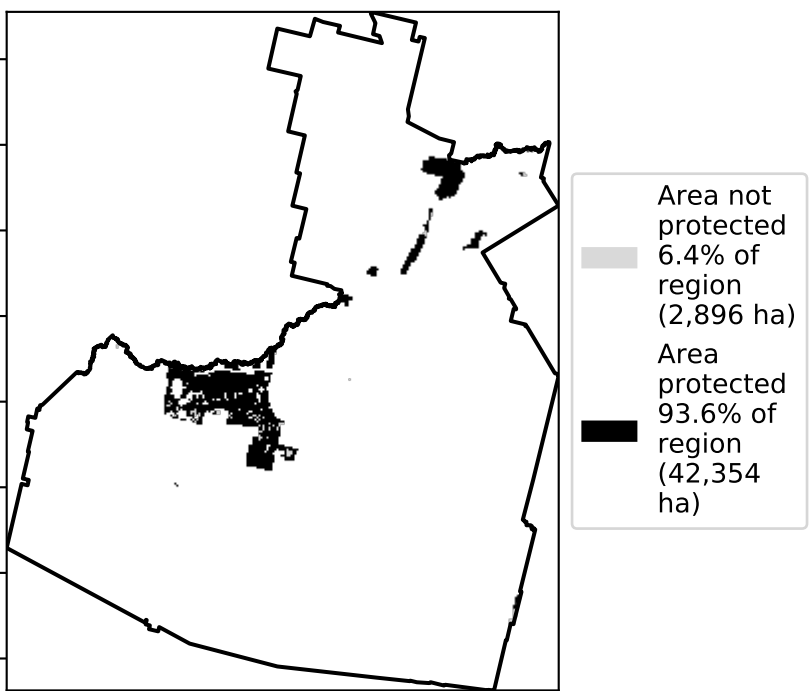 Area not
protected
6.4% of
region
(2,896 ha)
Area
protected
93.6% of
region
(42,354
ha)